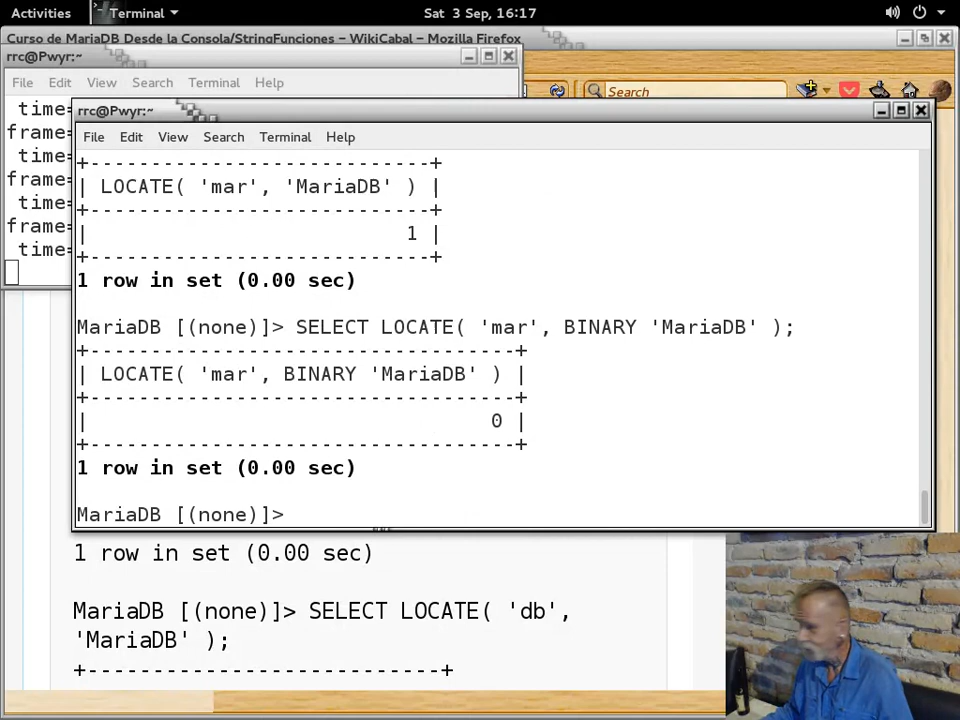 Activities Terminal Sat 3 Sep, 16:17
Curso de MariaDB Desde la Consola/StringFunciones – WikiCabal – Mozilla Firefox
rrc@Pwyr:~
File Edit View Search Terminal Help
Search
time=
frame=
time=
frame=
time=
frame=
time=
rrc@Pwyr:~
File Edit View Search Terminal Help
+----------------------------+
| LOCATE( 'mar', 'MariaDB' ) |
+----------------------------+
| 1 |
+----------------------------+
1 row in set (0.00 sec)
MariaDB [(none)]> SELECT LOCATE( 'mar', BINARY 'MariaDB' );
+-----------------------------------+
| LOCATE( 'mar', BINARY 'MariaDB' ) |
+-----------------------------------+
| 0 |
+-----------------------------------+
1 row in set (0.00 sec)
MariaDB [(none)]>
1 row in set (0.00 sec)
MariaDB [(none)]> SELECT LOCATE( 'db',
'MariaDB' );
+---------------------------+